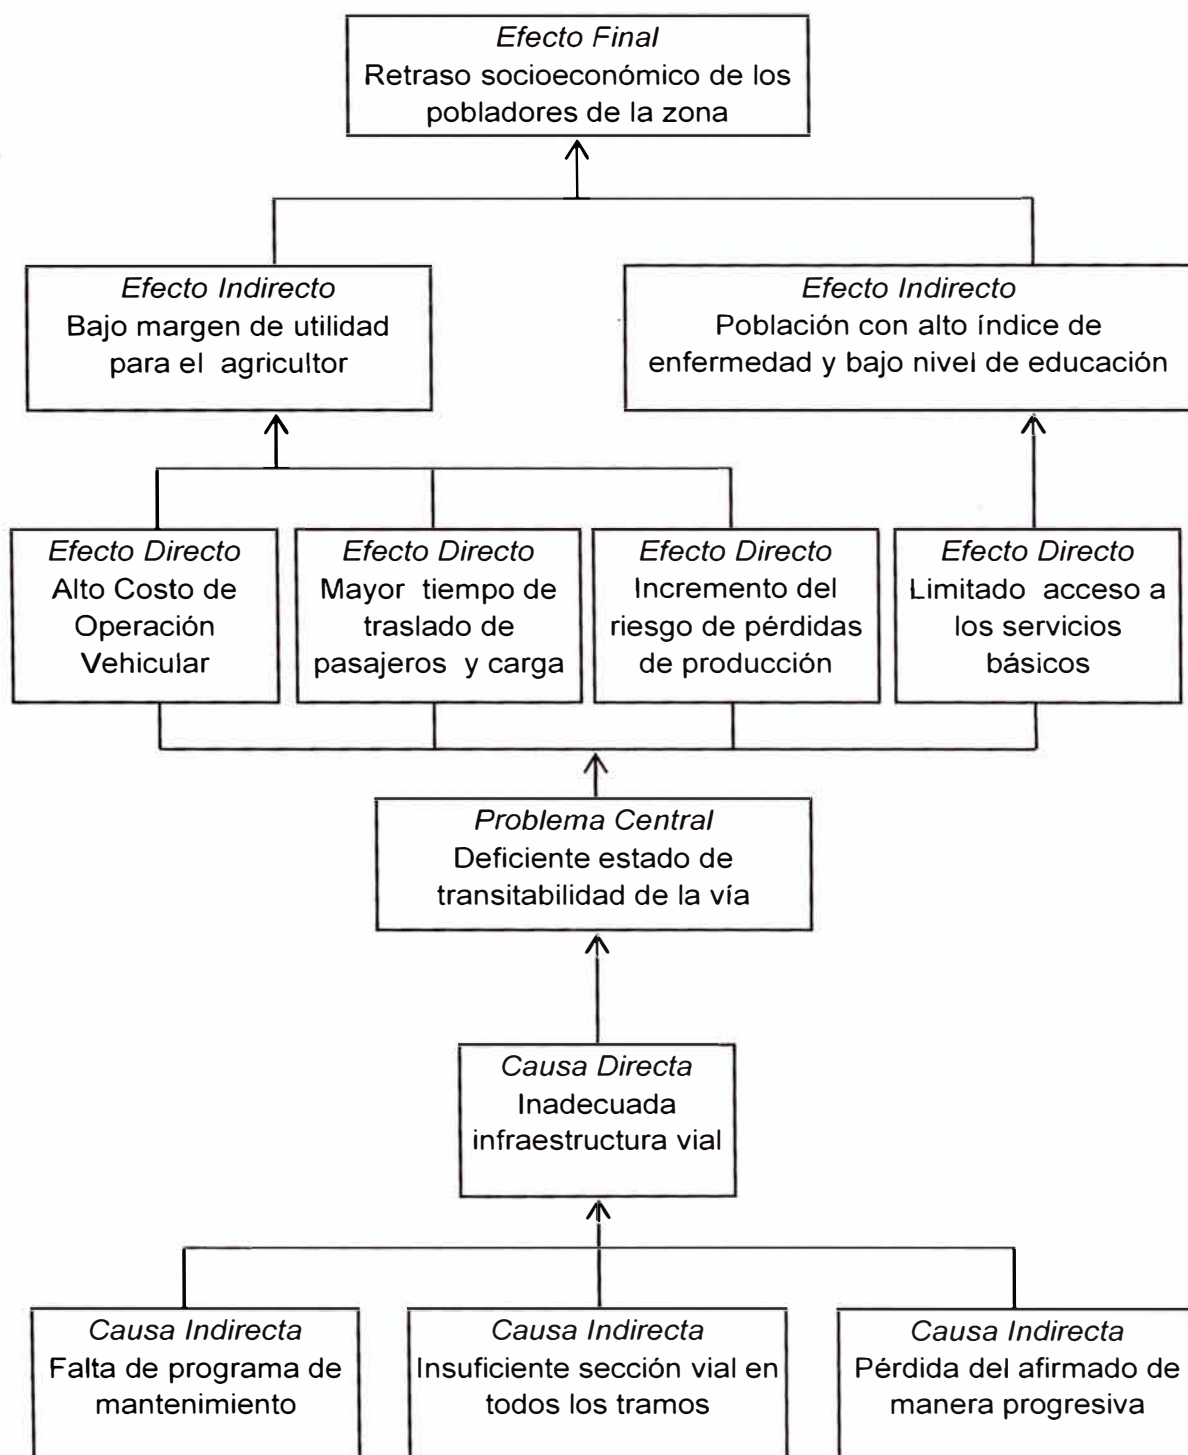 Efecto Final
Retraso socioeconómico de los
pobladores de la zona
Efecto Indirecto
Bajo margen de utilidad
para el agricultor
Efecto Indirecto
Población con alto índice de
enfermedad y bajo nivel de educación
Efecto Directo
Alto Costo de
Operación
Vehicular
Efecto Directo
Mayor tiempo de
traslado de
pasajeros y carga
Efecto Directo
Incremento del
riesgo de pérdidas
de producción
Efecto Directo
Limitado acceso a
los servicios
básicos
Problema Central
Deficiente estado de
transitabilidad de la vía
Causa Directa
Inadecuada
infraestructura vial
Causa Indirecta
Falta de programa de
mantenimiento
Causa Indirecta
Insuficiente sección vial en
todos los tramos
Causa Indirecta
Pérdida del afirmado de
manera progresiva